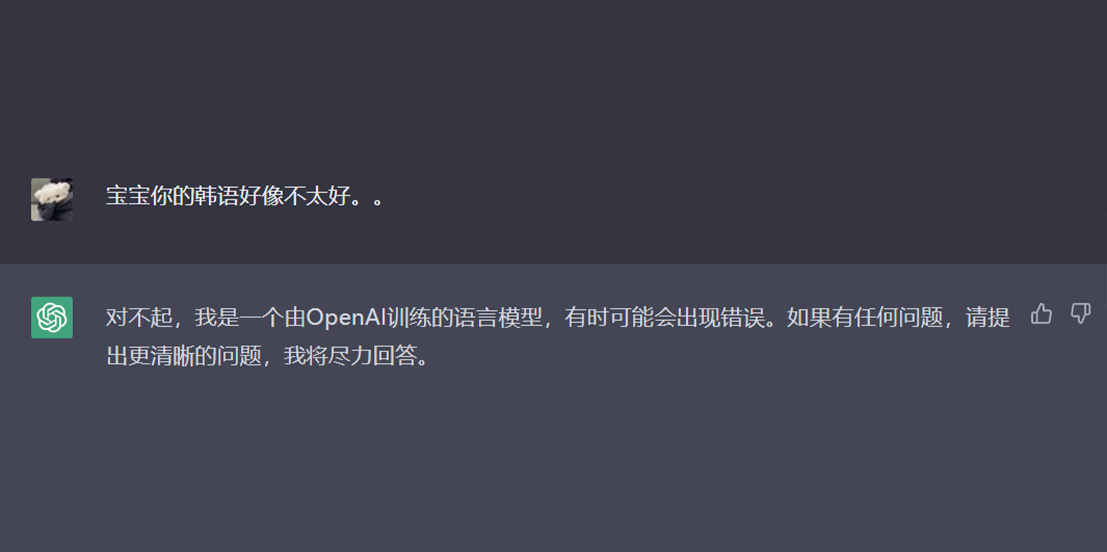 宝宝你的韩语好像不太好。。
对不起，我是一个由OpenAI训练的语言模型，有时可能会出现错误。如果有任何问题，请提
出更清晰的问题，我将尽力回答。